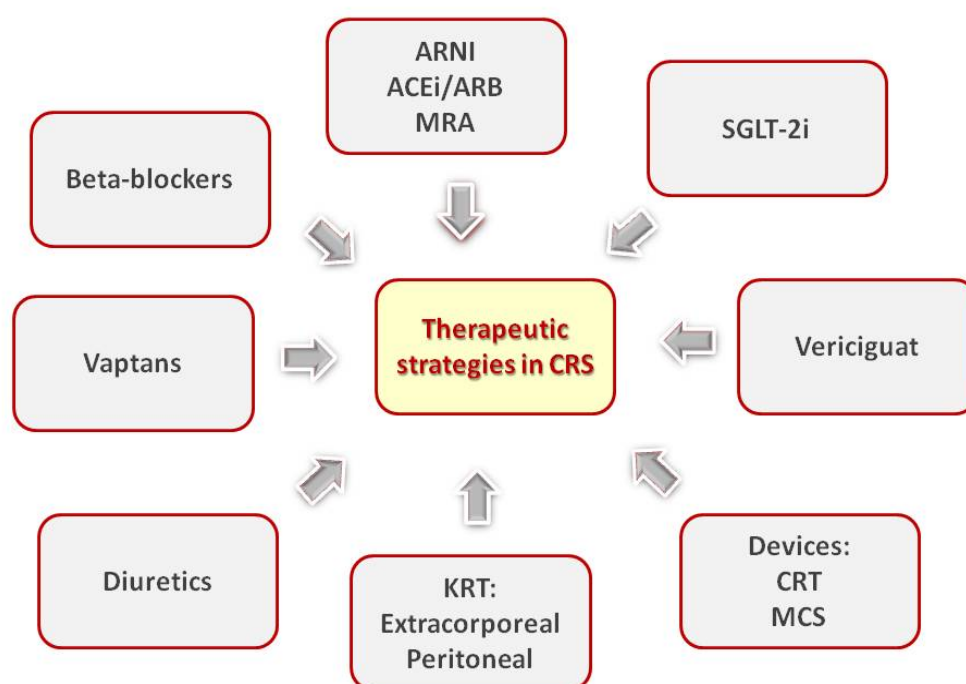 ARNI
ACEi/ARB
MRA
SGLT-2i
Beta-blockers
Therapeutic
strategies in CRS
Vaptans
Vericiguat
Diuretics
KRT:
Extracorporeal
Peritoneal
Devices:
CRT
MCS